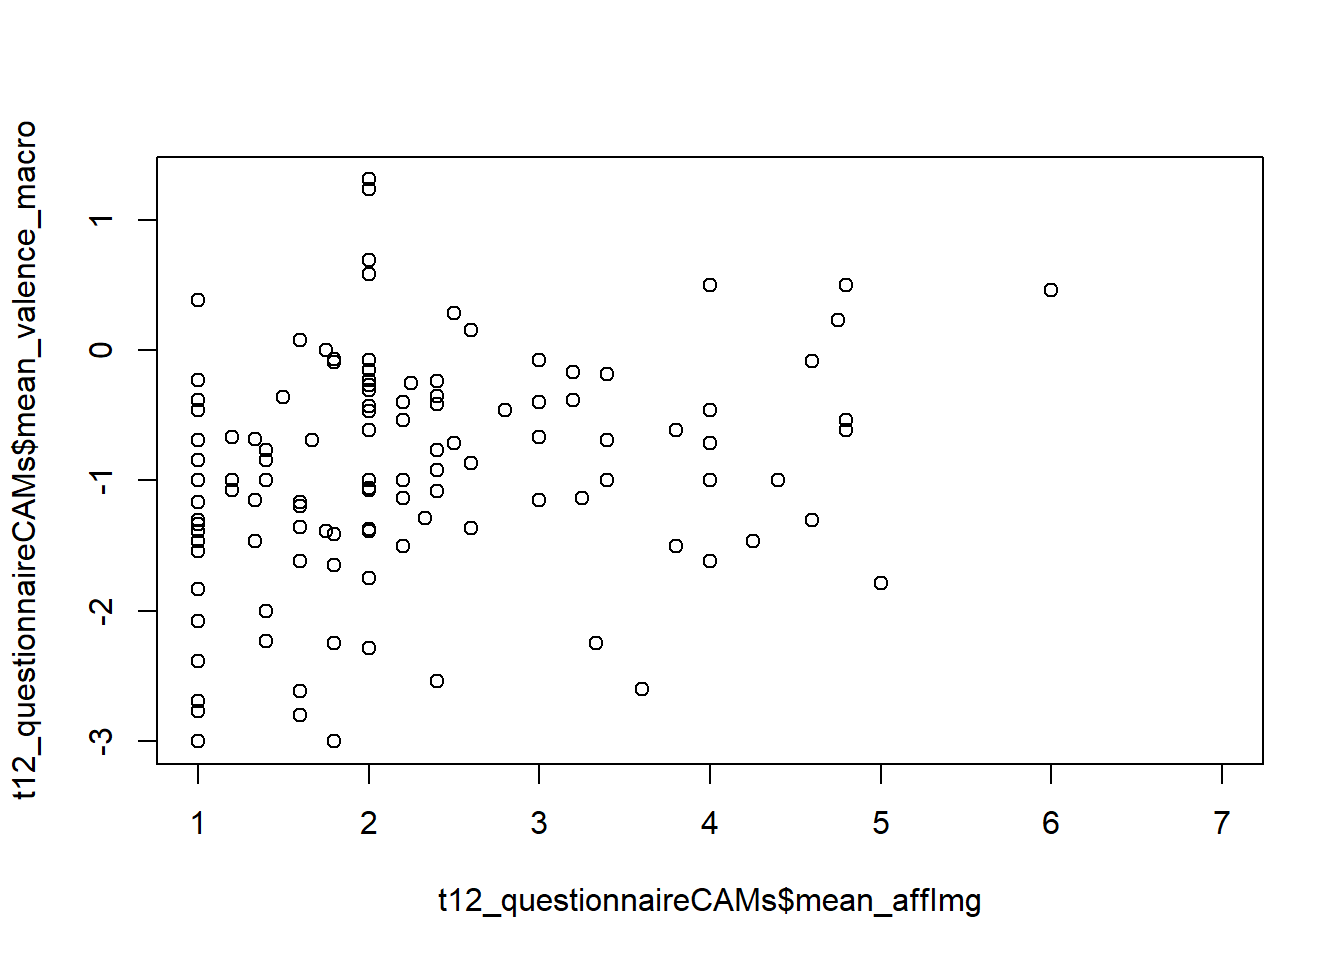 t12_questionnaireCAMs$mean_valence_macro
1
0
-1
-2
-3
1 2 3 4 5 6 7
t12_questionnaireCAMs$mean_affImg